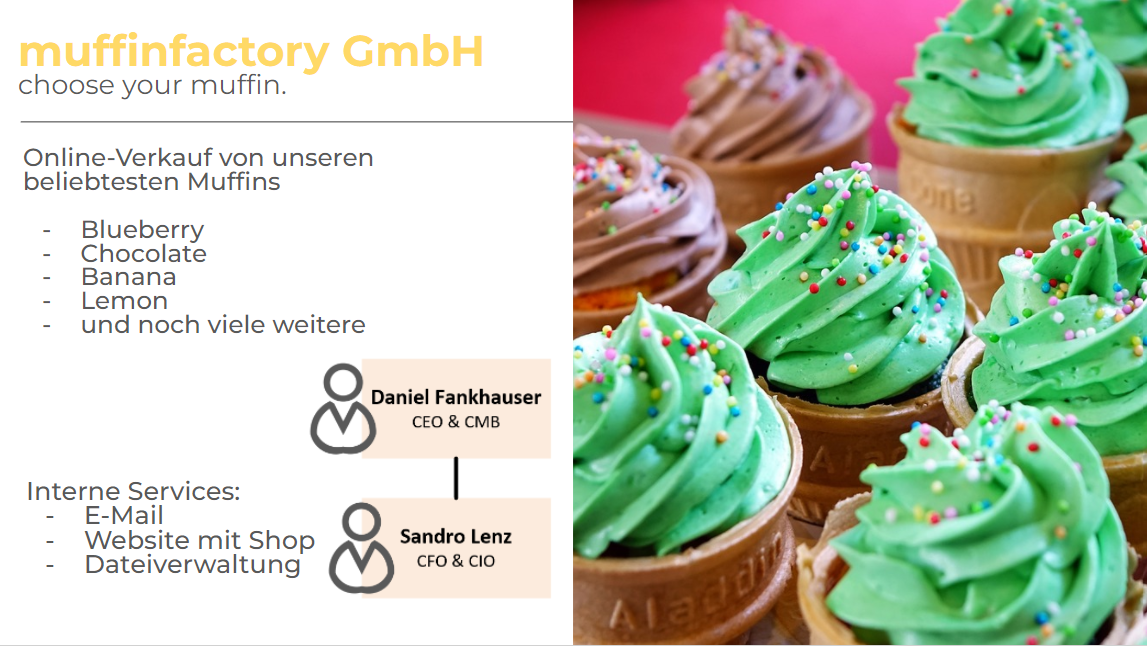 muffinfactory GmbH
choose your muffin.
Online-Verkauf von unseren
beliebtesten Muffins
- Blueberry
- Chocolate
- Banana
- Lemon
- und noch viele weitere
Daniel Fankhauser
CEO & CMB
Interne Services:
- E-Mail
- Website mit Shop
- Dateiverwaltung
Sandro Lenz
CFO & CIO
Aladdin